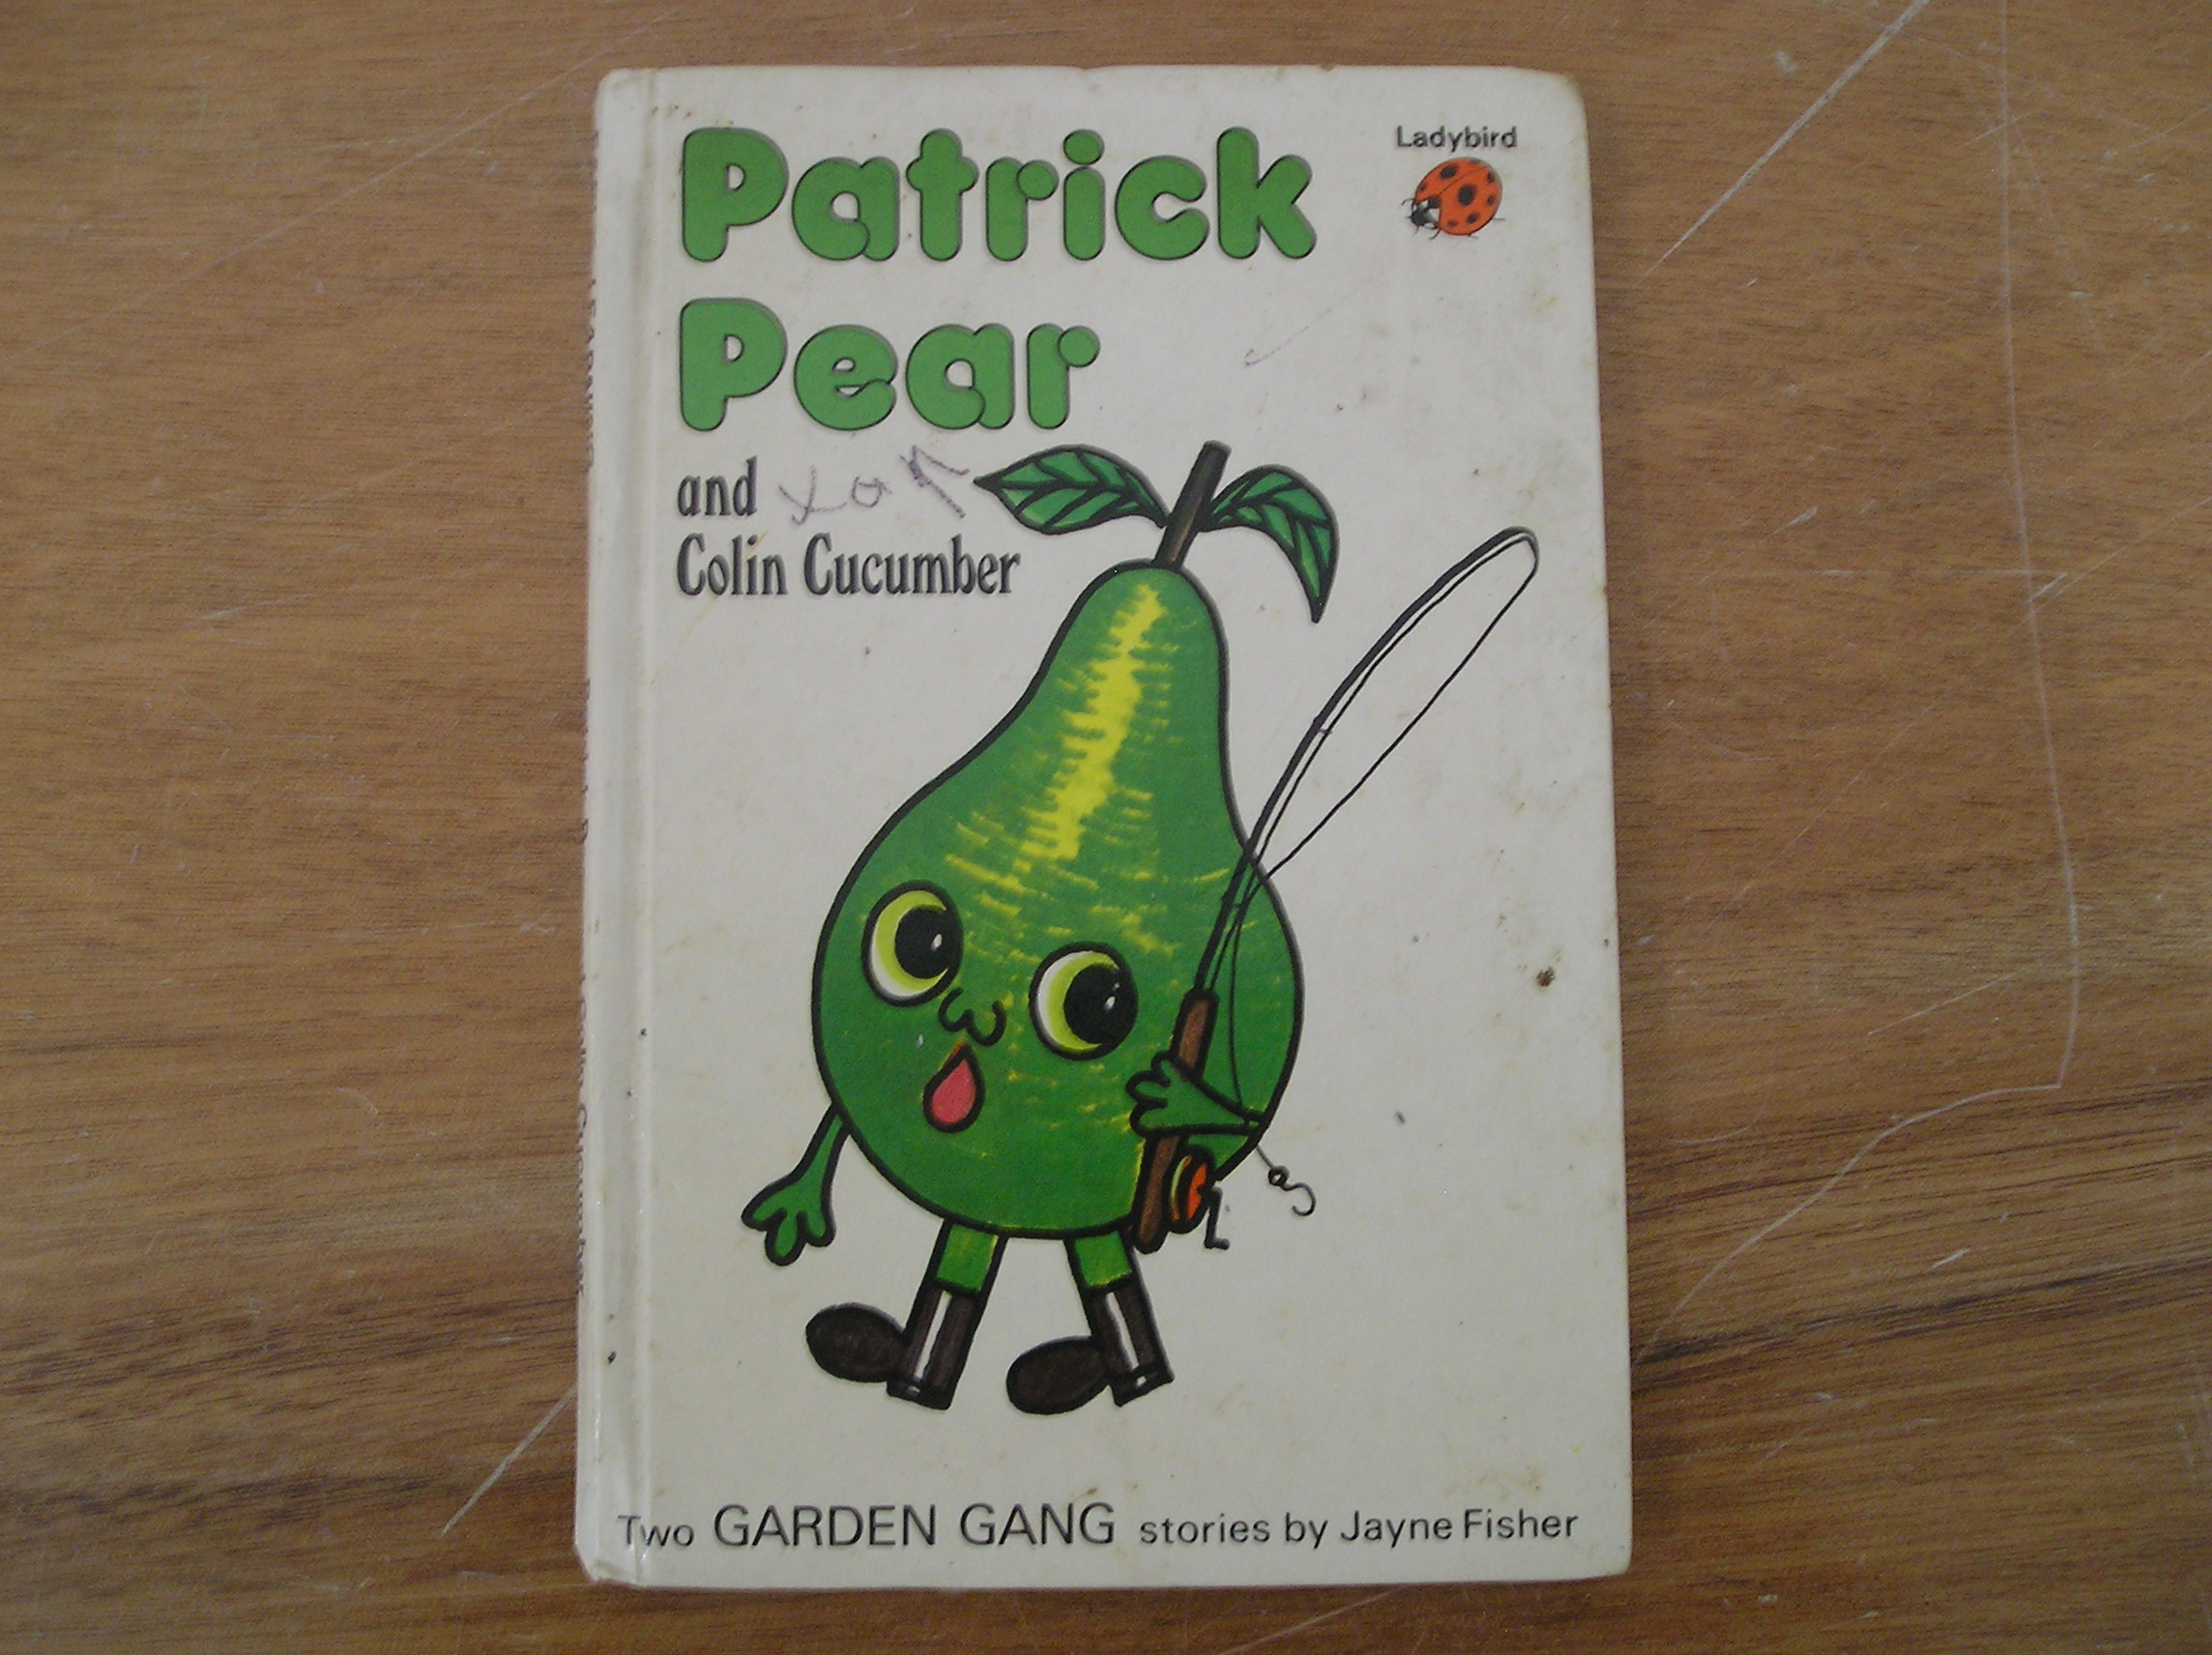 Patrick
Ladybird
Pear
and
Colin Cucumber
Two GARDEN GANG stories by Jayne Fisher